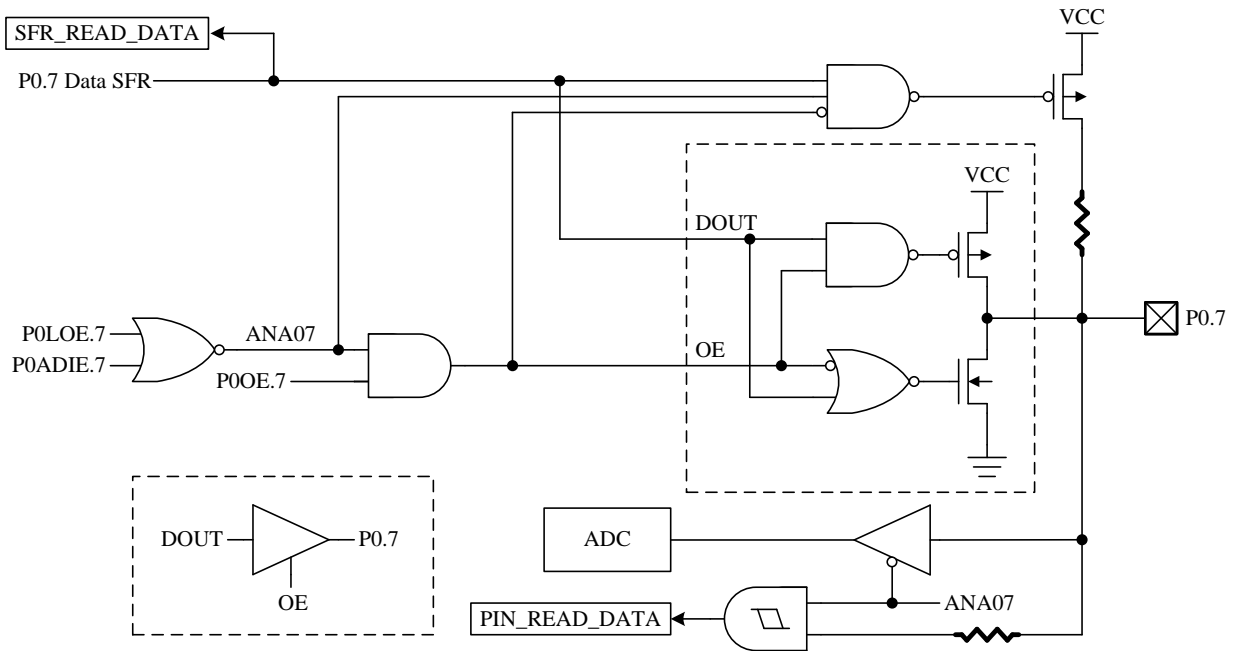 VCC
SFR_READ_DATA
P0.7 Data SFR
VCC
DOUT
P0LOE.7
ANA07
P0.7
P0ADIE.7
OE
P0OE.7
DOUT
P0.7
ADC
OE
ANA07
PIN_READ_DATA